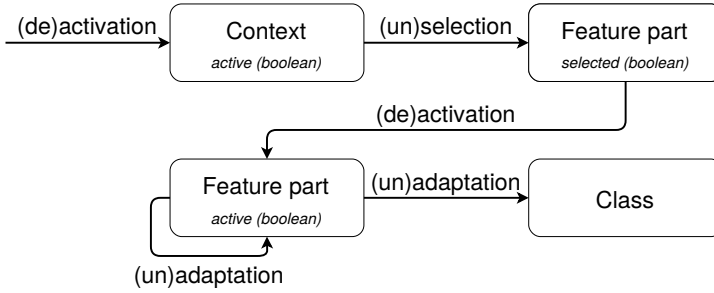 (de)activation
Context
active (boolean)
(un)selection
Feature part
selected (boolean)
(de)activation
Feature part
active (boolean)
(un)adaptation
Class
(un)adaptation